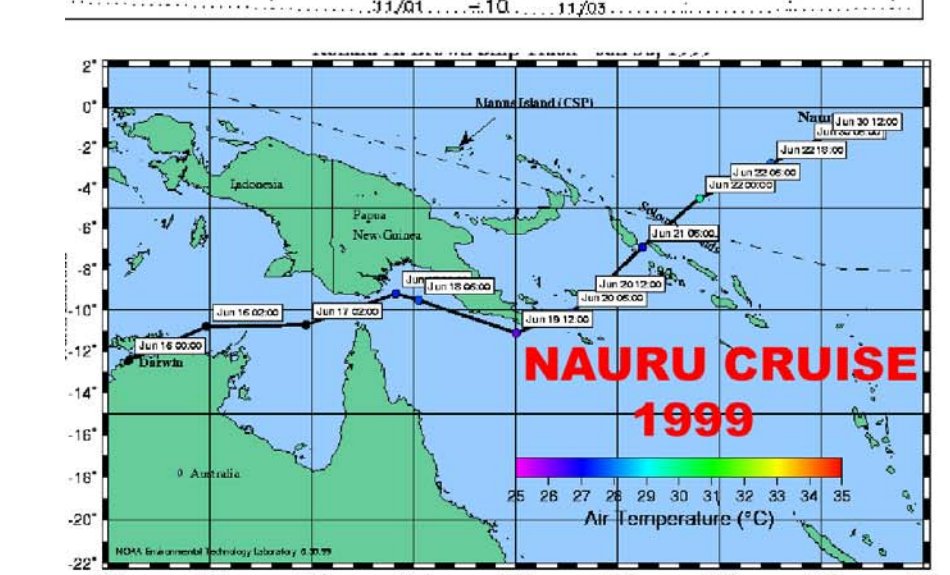 11/01 -10 11/03
2°
0°
-2°
-4°
-6°
-8°
-10°
-12°
-14°
-16°
-18°
-20°
-22°
Manus Island (CSP)
Jun 30 12:00
Jun 22 18:00
Jun 22 06:00
Jun 22 00:00
Indonesia
Papua
New Guinea
Jun 21 06:00
Jun 18 06:00
Jun 20 12:00
Jun 20 06:00
Jun 16 02:00
Jun 17 02:00
Jun 19 12:00
Jun 16 00:00
Darwin
NAURU CRUISE
1999
Australia
25 26 27 28 29 30 31 32 33 34 35
Air Temperature (°C)
NOAA Environmental Technology Laboratory 6.30.99